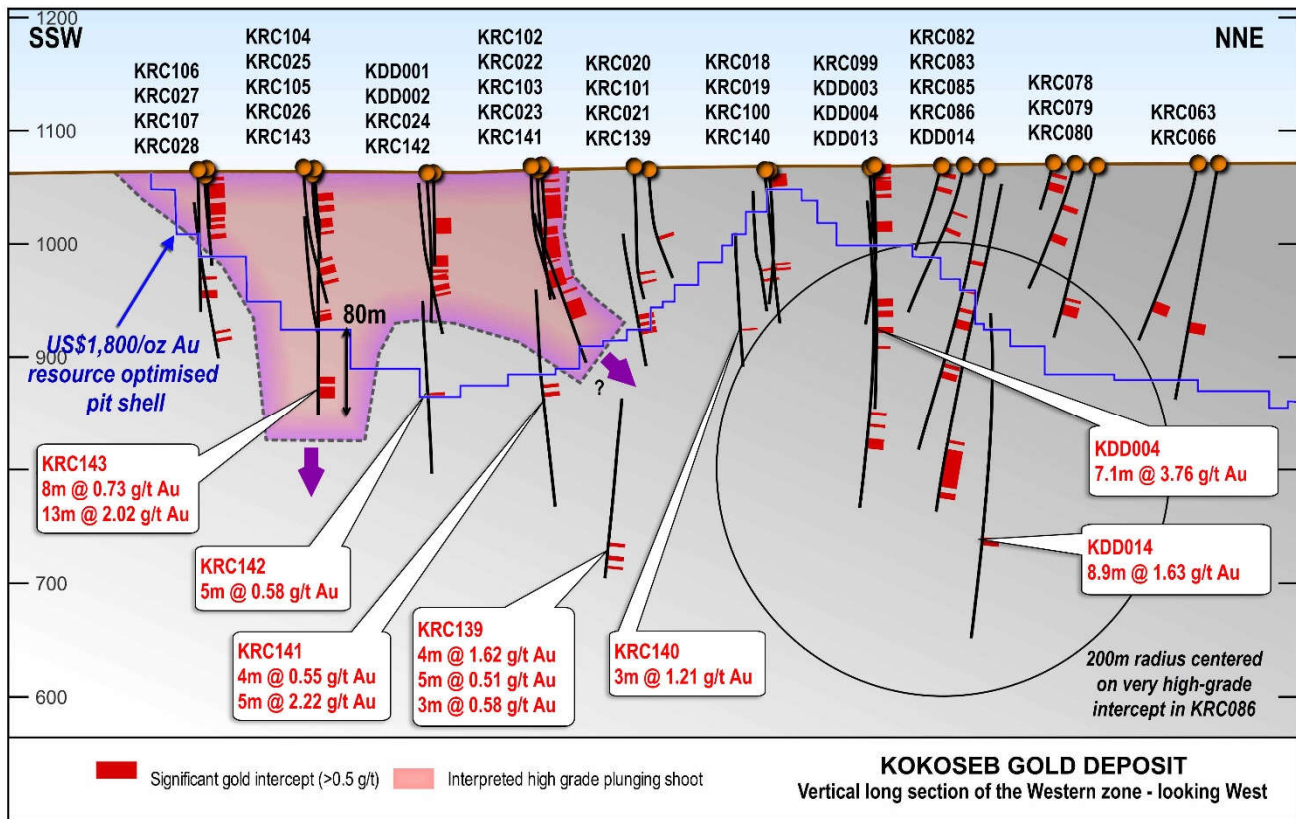 1200
SSW
NNE
KRC106
KRC027
KRC107
KRC028
KRC104
KRC025
KRC105
KRC026
KRC143
KDD001
KDD002
KRC024
KRC142
KRC102
KRC022
KRC103
KRC023
KRC141
KRC020
KRC101
KRC021
KRC139
KRC018
KRC019
KRC100
KRC140
KRC099
KDD003
KDD004
KDD013
KRC082
KRC083
KRC085
KRC086
KDD014
KRC078
KRC079
KRC080
KRC063
KRC066
1100
1000
900
800
700
600
US$1,800/oz Au
resource optimised
pit shell
80m
?
KRC143
8m @ 0.73 g/t Au
13m @ 2.02 g/t Au
KRC142
5m @ 0.58 g/t Au
KRC141
4m @ 0.55 g/t Au
5m @ 2.22 g/t Au
KRC139
4m @ 1.62 g/t Au
5m @ 0.51 g/t Au
3m @ 0.58 g/t Au
KRC140
3m @ 1.21 g/t Au
KDD004
7.1m @ 3.76 g/t Au
KDD014
8.9m @ 1.63 g/t Au
200m radius centered
on very high-grade
intercept in KRC086
Significant gold intercept (>0.5 g/t)
Interpreted high grade plunging shoot
KOKOSEB GOLD DEPOSIT
Vertical long section of the Western zone - looking West